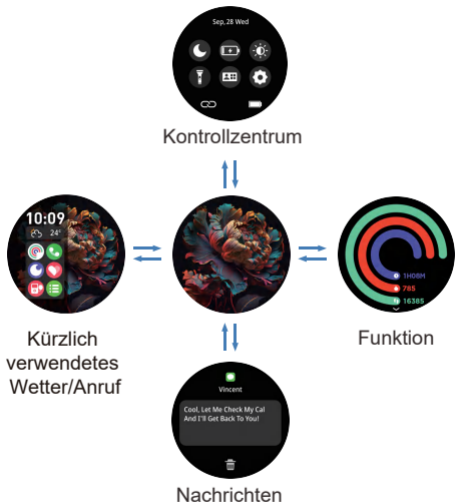 Sep, 28 Wed
Kontrollzentrum
10:09
24°
1H08M
785
16385
Kürzlich
verwendetes
Wetter/Anruf
Funktion
Vincent
Cool, Let Me Check My Cal
And I'll Get Back To You!
Nachrichten